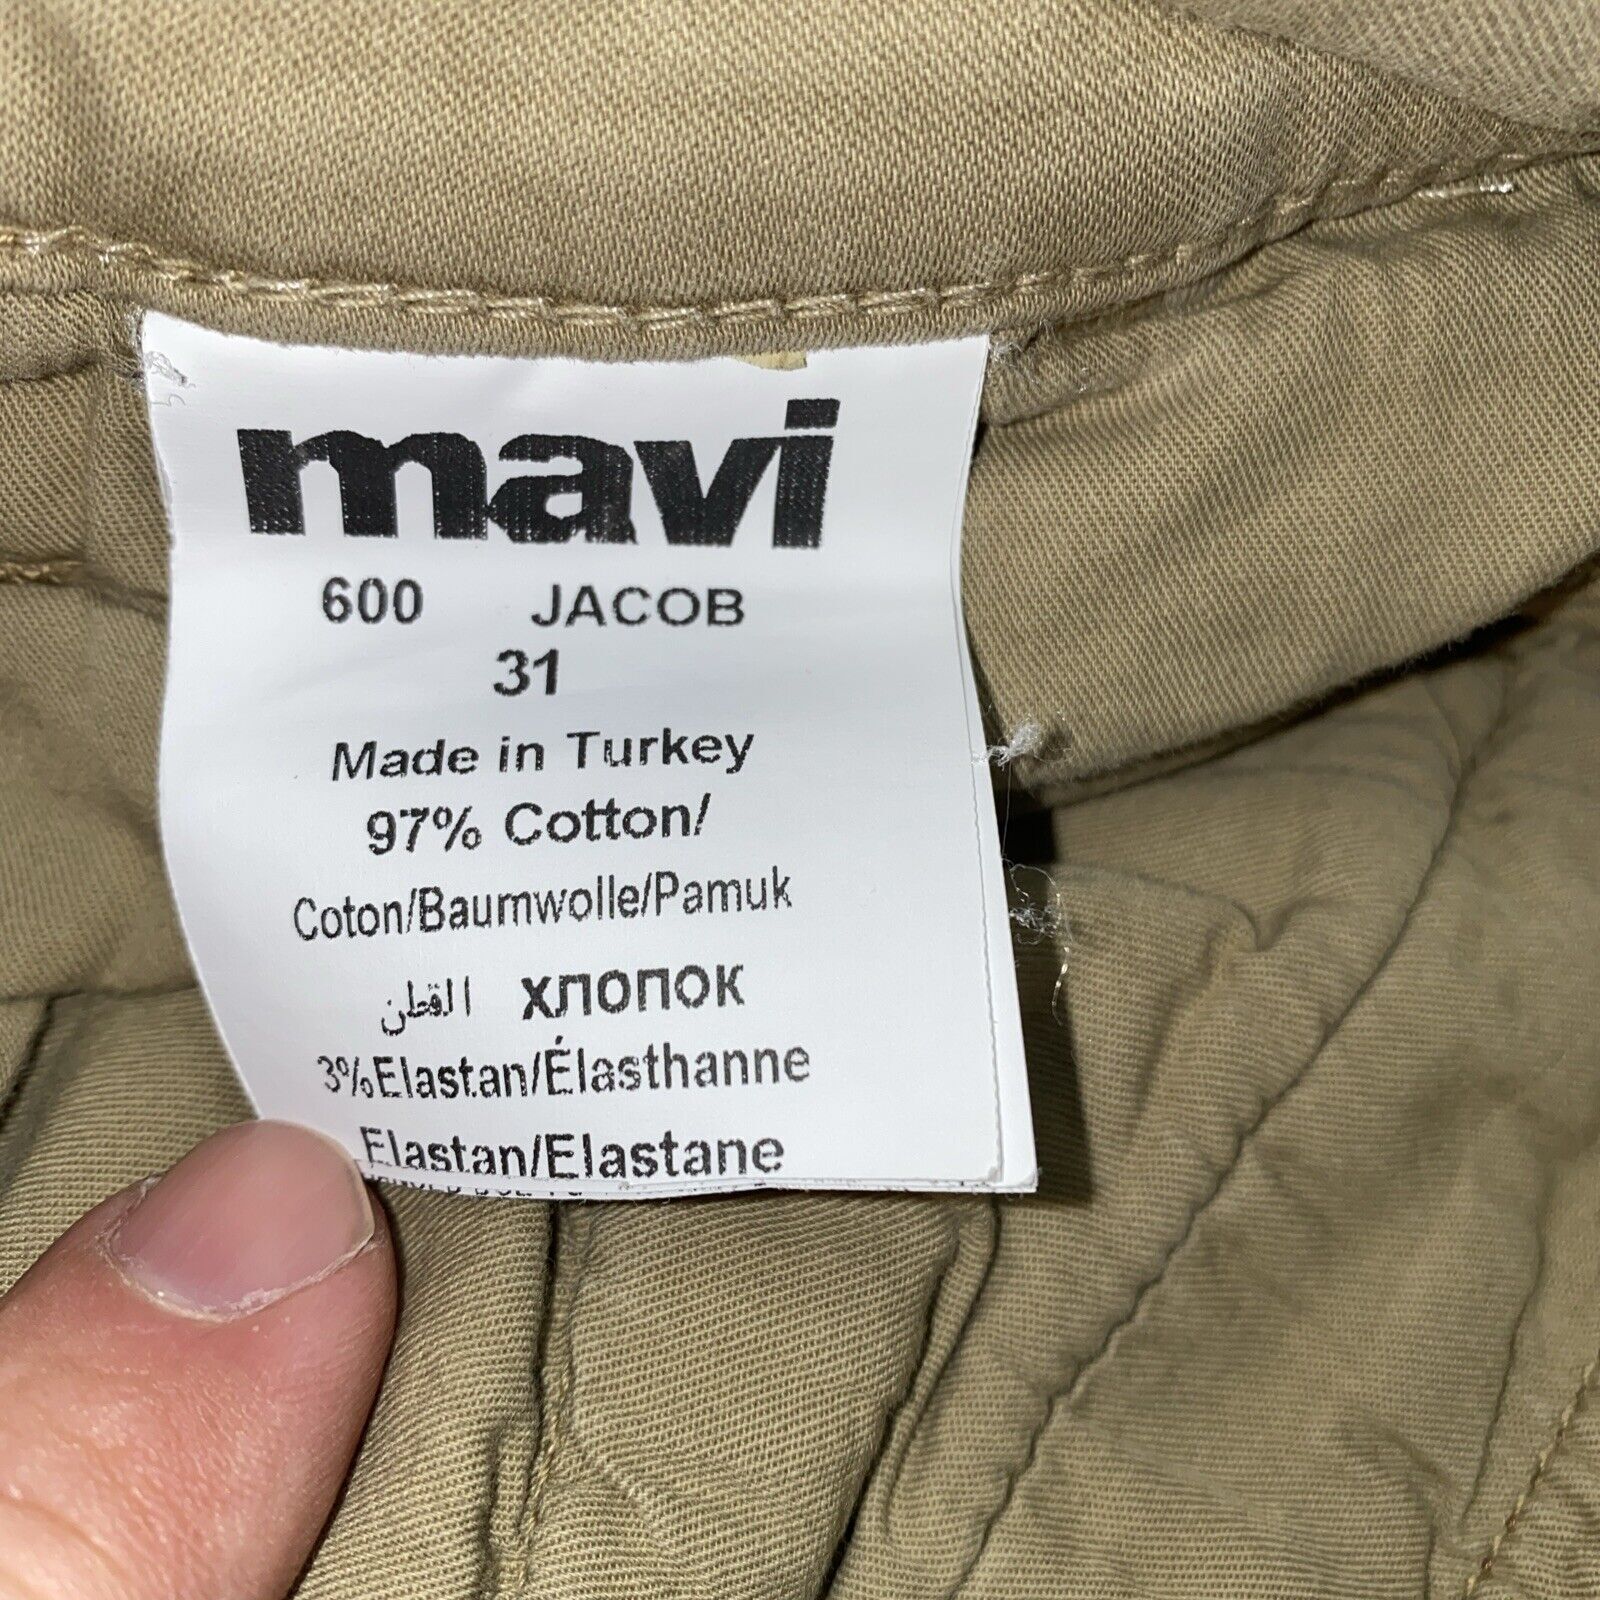 mavi
600 JACOB
31
Made in Turkey
97% Cotton/
Coton/Baumwolle/Pamuk
القطن хлопок
3%Elastan/Élasthanne
Elastan/Elastane